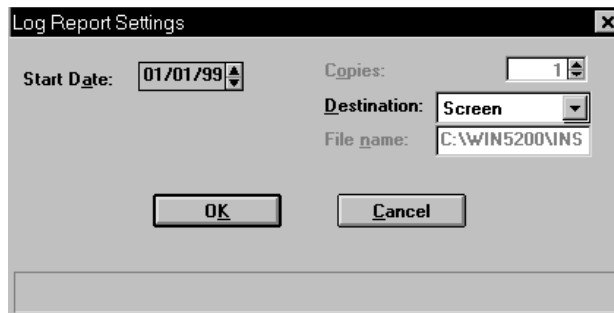 Log Report Settings
Start Date: 01/01/99
Copies: 1
Destination: Screen
File name: C:\WIN5200\INS
OK
Cancel